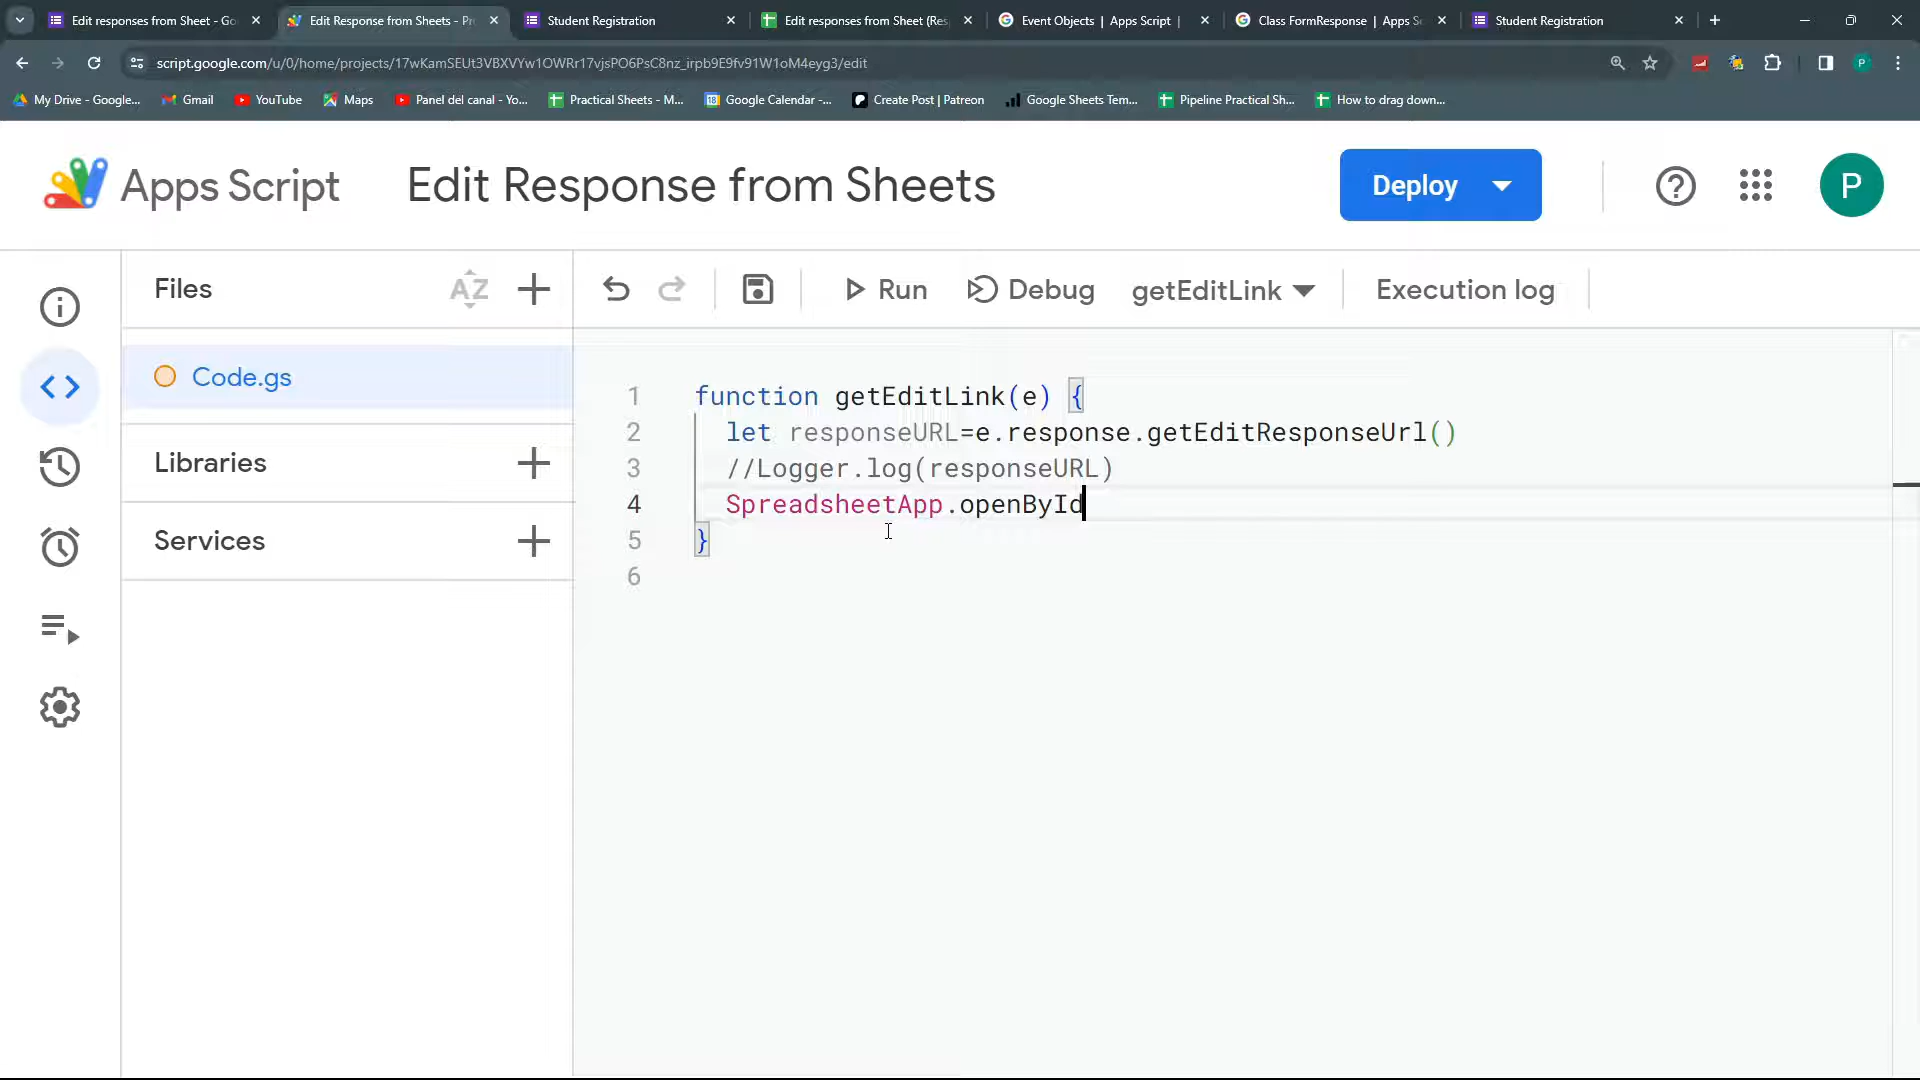 Edit responses from Sheet - Go
Edit Response from Sheets - Pr
Student Registration
Edit responses from Sheet (Res
Event Objects | Apps Script |
Class FormResponse | Apps Sc
Student Registration
script.google.com/u/0/home/projects/17wKamSEUt3VBXVYw1OWRr17vjsPO6PsC8nz_irpb9E9fv91W1oM4eyg3/edit
My Drive - Google...
Gmail
YouTube
Maps
Panel del canal - Yo...
Practical Sheets - M...
Google Calendar -...
Create Post | Patreon
Google Sheets Tem...
Pipeline Practical Sh...
How to drag down...
Apps Script
Edit Response from Sheets
Deploy
P
Files
AZ
Run
Debug
getEditLink
Execution log
Code.gs
Libraries
Services
1 function getEditLink(e) {
2 let responseURL=e.response.getEditResponseUrl()
3 //Logger.log(responseURL)
4 SpreadsheetApp.openById
5 }
6